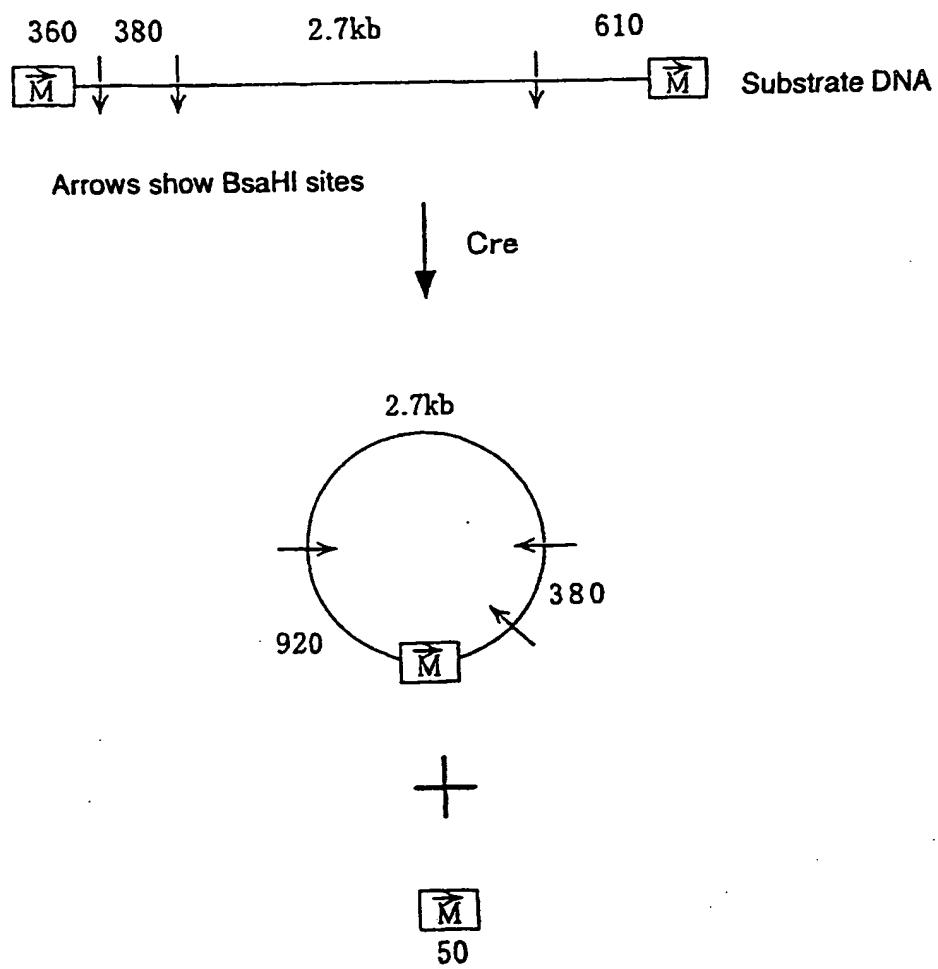 360 380 2.7kb 610
M M Substrate DNA
Arrows show BsaHI sites
Cre
2.7kb
380
920
M
M
50